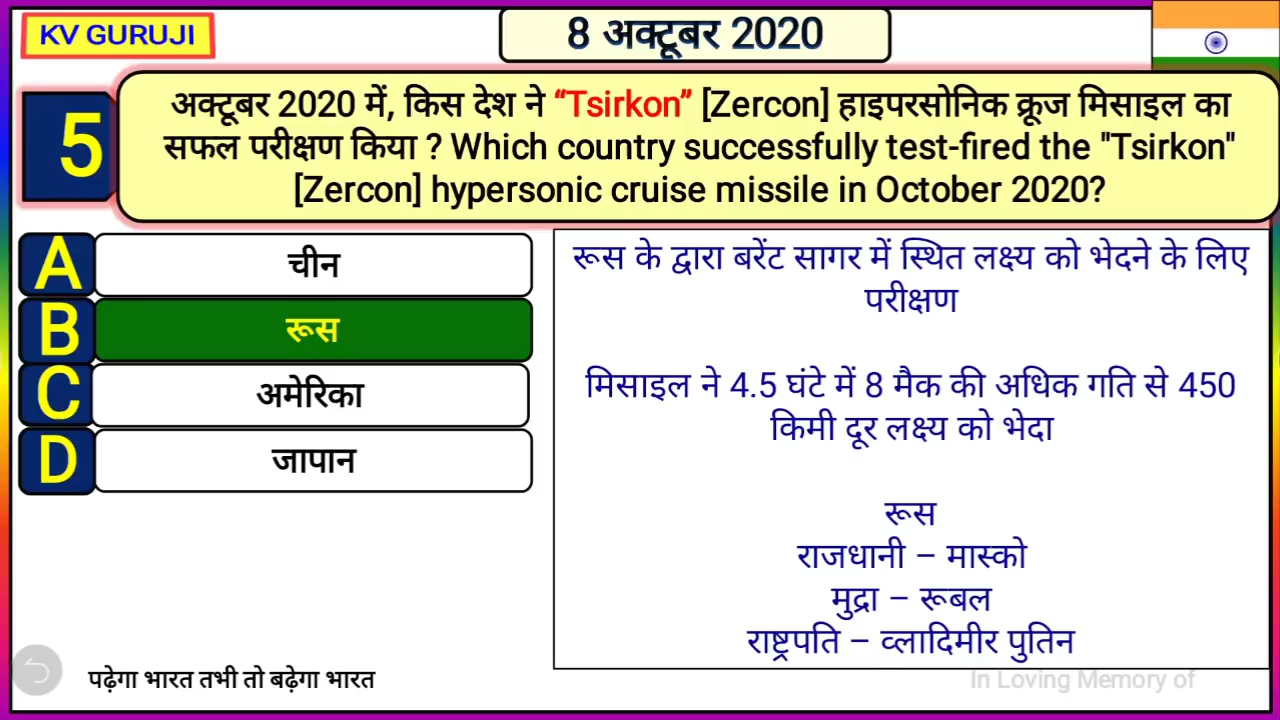 KV GURUJI
8 अक्टूबर 2020
5
अक्टूबर 2020 में, किस देश ने “Tsirkon” [Zercon] हाइपरसोनिक क्रूज मिसाइल का
सफल परीक्षण किया ? Which country successfully test-fired the "Tsirkon"
[Zercon] hypersonic cruise missile in October 2020?
A चीन
B रूस
C अमेरिका
D जापान
रूस के द्वारा बरेंट सागर में स्थित लक्ष्य को भेदने के लिए
परीक्षण
मिसाइल ने 4.5 घंटे में 8 मैक की अधिक गति से 450
किमी दूर लक्ष्य को भेदा
रूस
राजधानी – मास्को
मुद्रा – रूबल
राष्ट्रपति – व्लादिमीर पुतिन
पढ़ेगा भारत तभी तो बढ़ेगा भारत
In Loving Memory of